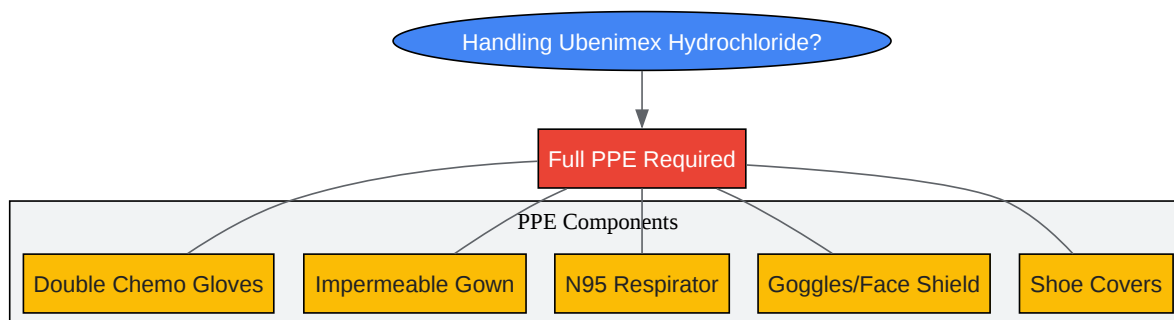 Handling Ubenimex Hydrochloride?
Full PPE Required
PPE Components
Double Chemo Gloves
Impermeable Gown
N95 Respirator
Goggles/Face Shield
Shoe Covers